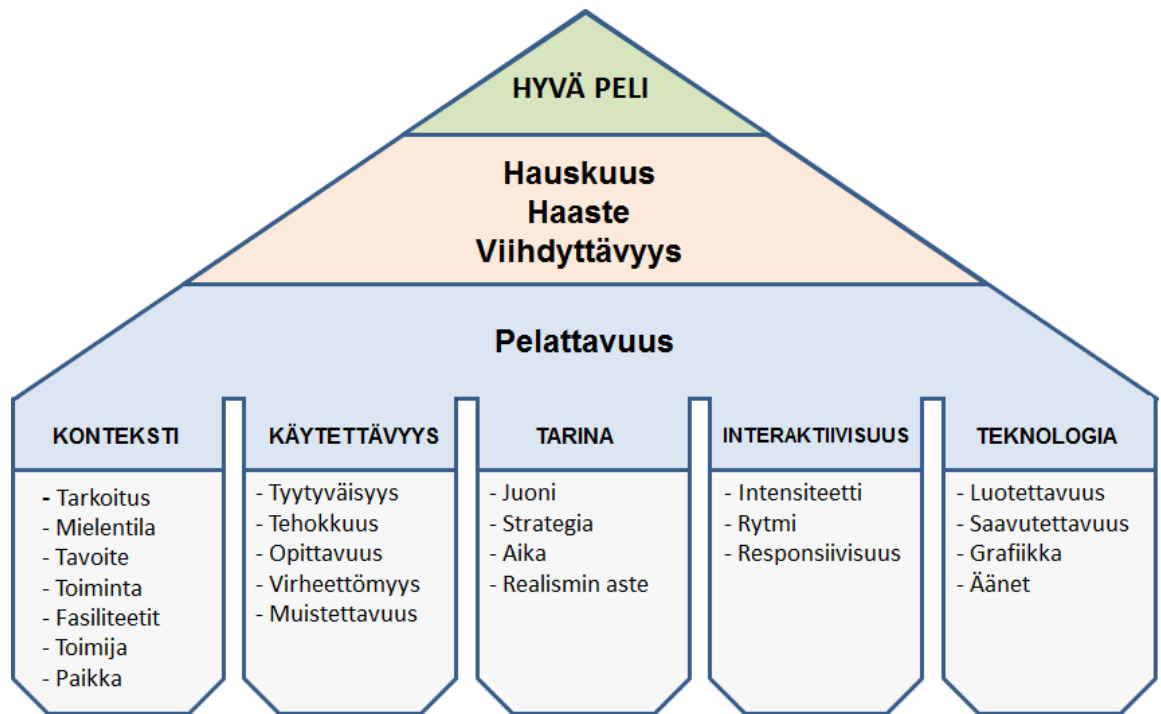 HYVÄ PELI
Hauskuus
Haaste
Viihdyttävyys
Pelattavuus
KONTEKSTI
- Tarkoitus
- Mielentila
- Tavoite
- Toiminta
- Fasiliteetit
- Toimija
- Paikka
KÄYTETTÄVYYS
- Tyytyväisyys
- Tehokkuus
- Opittavuus
- Virheettömyys
- Muistettavuus
TARINA
- Juoni
- Strategia
- Aika
- Realismin aste
INTERAKTIIVISUUS
- Intensiteetti
- Rytmi
- Responsiivisuus
TEKNOLOGIA
- Luotettavuus
- Saavutettavuus
- Grafiikka
- Äänet